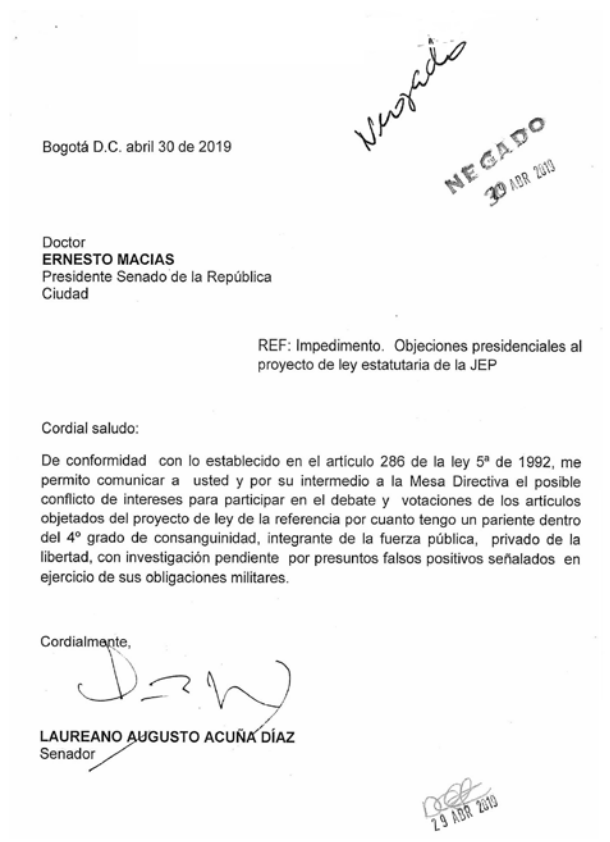 Negado
NEGADO
30 ABR 2019
Bogotá D.C. abril 30 de 2019
Doctor
ERNESTO MACIAS
Presidente Senado de la República
Ciudad
REF: Impedimento. Objeciones presidenciales al
proyecto de ley estatutaria de la JEP
Cordial saludo:
De conformidad con lo establecido en el artículo 286 de la ley 5ª de 1992, me
permito comunicar a usted y por su intermedio a la Mesa Directiva el posible
conflicto de intereses para participar en el debate y votaciones de los artículos
objetados del proyecto de ley de la referencia por cuanto tengo un pariente dentro
del 4º grado de consanguinidad, integrante de la fuerza pública, privado de la
libertad, con investigación pendiente por presuntos falsos positivos señalados en
ejercicio de sus obligaciones militares.
Cordialmente,
LAUREANO AUGUSTO ACUÑA DÍAZ
Senador
29 ABR 2019